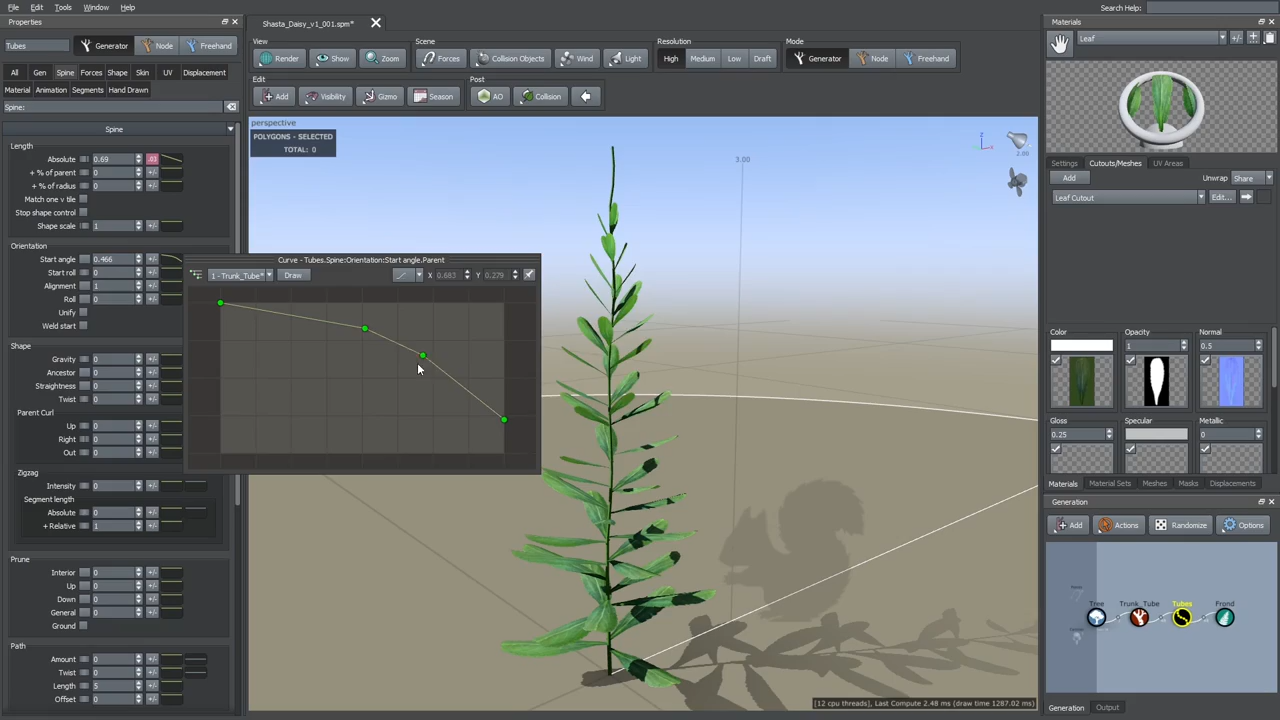 File Edit Tools Window Help
Search Help:
Properties
Tubes
Generator Node Freehand
All Gen Spine Forces Shape Skin UV Displacement
Material Animation Segments Hand Drawn
Spine:
Spine
Length
Absolute 0.69 .03
+ % of parent 0 +/-
+ % of radius 0 +/-
Match one v tile
Stop shape control
Shape scale 1 +/-
Orientation
Start angle 0.466
Start roll 0
Alignment 1
Roll 0
Unify
Weld start
Shape
Gravity 0
Ancestor 0
Straightness 0
Twist 0
Parent Curl
Up 0
Right 0
Out 0
Zigzag
Intensity 0 +/-
Segment length
Absolute 0 +/-
+ Relative 1 +/-
Prune
Interior 0 +/-
Up 0 +/-
Down 0 +/-
General 0 +/-
Ground
Path
Amount 0 +/-
Twist 0 +/-
Length 5 +/-
Offset 0 +/-
Shasta_Daisy_v1_001.spm*
View
Render Show Zoom
Scene
Forces Collision Objects Wind Light
Resolution
High Medium Low Draft
Mode
Generator Node Freehand
Edit
Add Visibility Gizmo Season
Post
AO Collision
perspective
POLYGONS - SELECTED
TOTAL: 0
3.00
z
2.00
Curve - Tubes.Spine:Orientation:Start angle.Parent
1 - Trunk_Tube* Draw X 0.683 Y 0.279
[12 cpu threads], Last Compute 2.48 ms (draw time 1287.02 ms)
Materials
Leaf +/-
Settings Cutouts/Meshes UV Areas
Add Unwrap Share
Leaf Cutout Edit...
Color Opacity Normal
1 0.5
Gloss Specular Metallic
0.25 0
Materials Material Sets Meshes Masks Displacements
Generation
Add Actions Randomize Options
Tree Trunk_Tube Tubes Frond
Generation Output